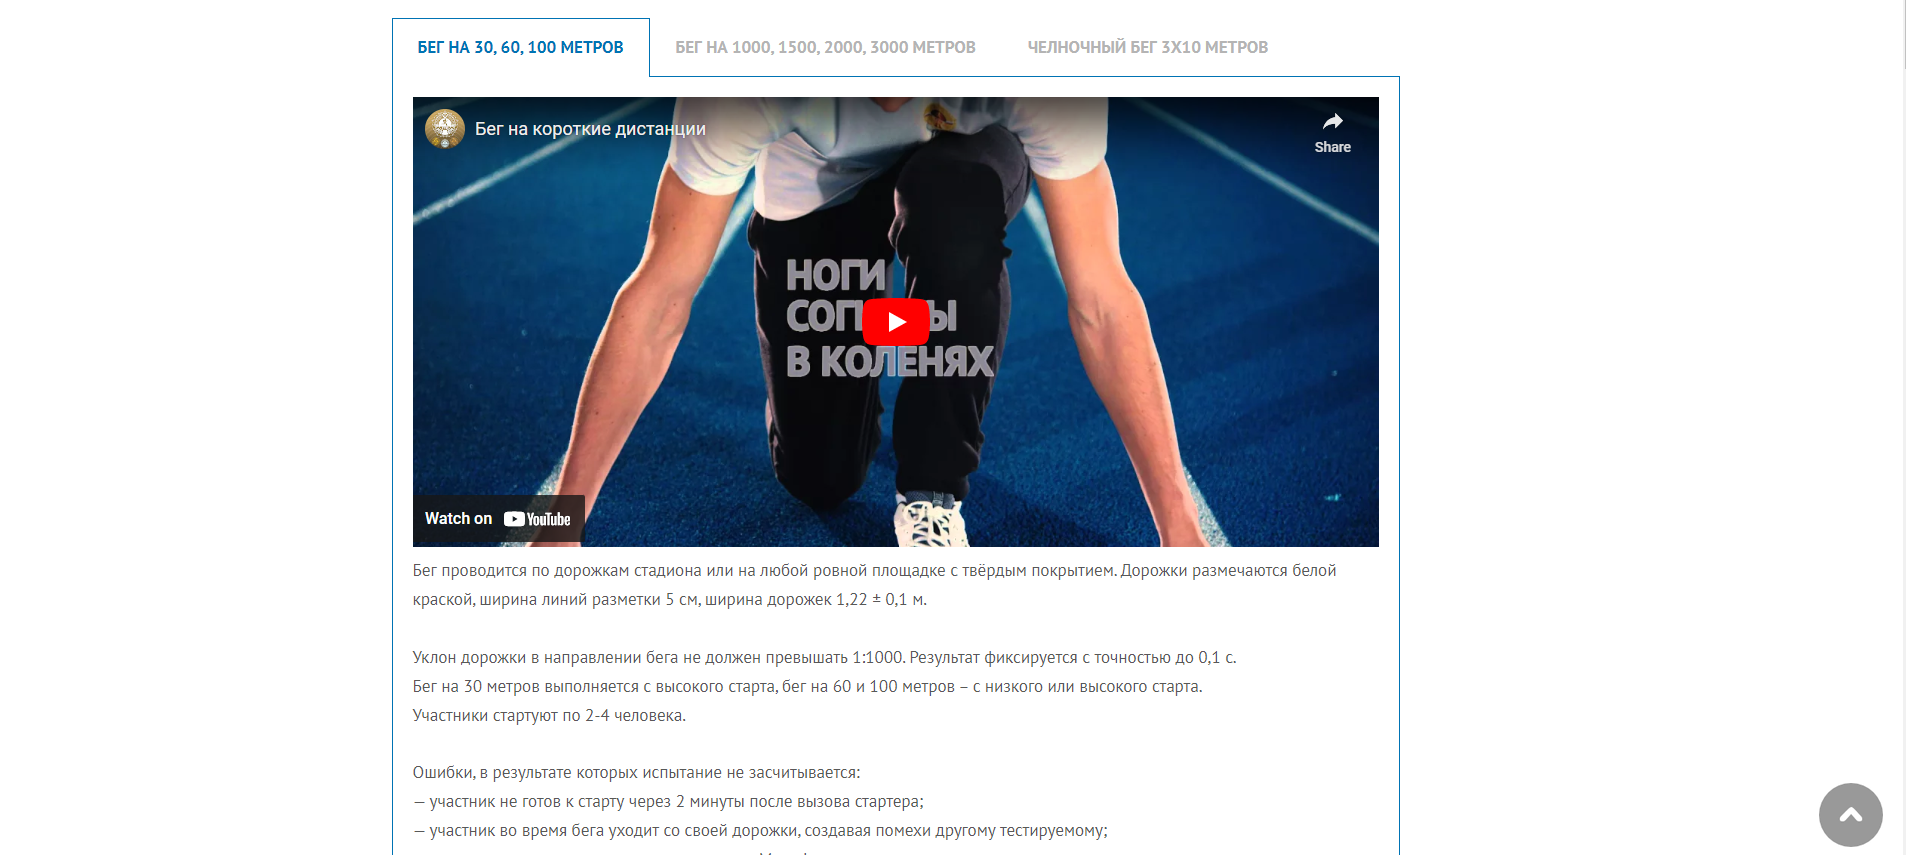 БЕГ НА 30, 60, 100 МЕТРОВ
БЕГ НА 1000, 1500, 2000, 3000 МЕТРОВ
ЧЕЛНОЧНЫЙ БЕГ 3Х10 МЕТРОВ
Бег на короткие дистанции
Share
НОГИ
В КОЛЕНЯХ
Watch on YouTube
Бег проводится по дорожкам стадиона или на любой ровной площадке с твёрдым покрытием. Дорожки размечаются белой
краской, ширина линий разметки 5 см, ширина дорожек 1,22 ± 0,1 м.
Уклон дорожки в направлении бега не должен превышать 1:1000. Результат фиксируется с точностью до 0,1 с.
Бег на 30 метров выполняется с высокого старта, бег на 60 и 100 метров – с низкого или высокого старта.
Участники стартуют по 2-4 человека.
Ошибки, в результате которых испытание не засчитывается:
— участник не готов к старту через 2 минуты после вызова стартера;
— участник во время бега уходит со своей дорожки, создавая помехи другому тестируемому;